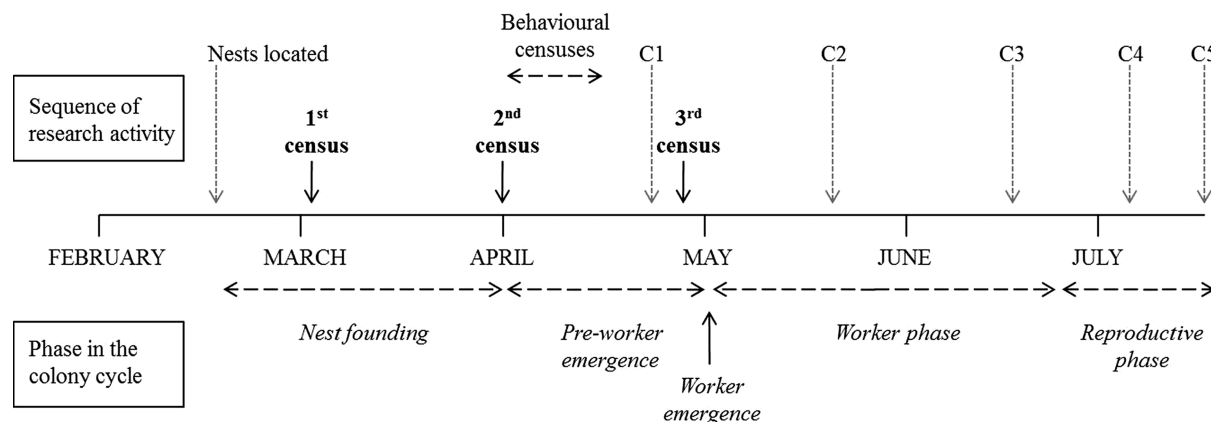 Behavioural
censuses
Nests located
C1
C2
C3
C4
C5
Sequence of
research activity
1st
census
2nd
census
3rd
census
FEBRUARY
MARCH
APRIL
MAY
JUNE
JULY
Phase in the
colony cycle
Nest founding
Pre-worker
emergence
Worker phase
Reproductive
phase
Worker
emergence